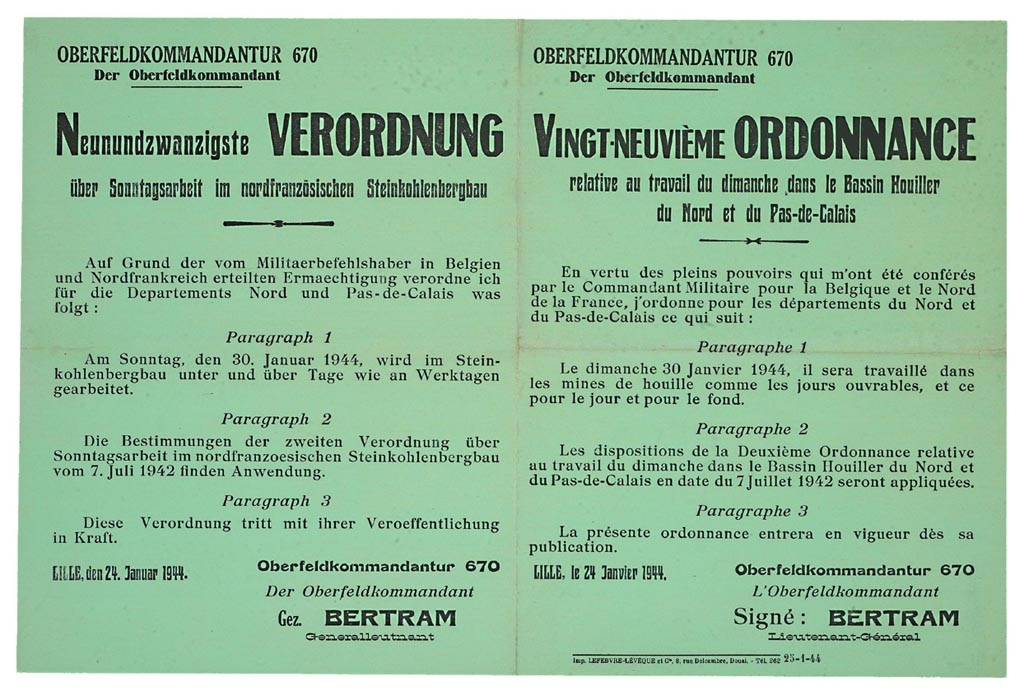 OBERFELDKOMMANDANTUR 670
Der Oberfeldkommandant
Neunundzwanzigste VERORDNUNG
über Sonntagsarbeit im nordfranzösischen Steinkohlenbergbau
Auf Grund der vom Militaerbefehlshaber in Belgien
und Nordfrankreich erteilten Ermaechtigung verordne ich
für die Departements Nord und Pas-de-Calais was
folgt :
Paragraph 1
Am Sonntag, den 30. Januar 1944, wird im Stein-
kohlenbergbau unter und über Tage wie an Werktagen
gearbeitet.
Paragraph 2
Die Bestimmungen der zweiten Verordnung über
Sonntagsarbeit im nordfranzoesischen Steinkohlenbergbau
vom 7. Juli 1942 finden Anwendung.
Paragraph 3
Diese Verordnung tritt mit ihrer Veroeffentlichung
in Kraft.
LILLE, den 24. Januar 1944.
Oberfeldkommandantur 670
Der Oberfeldkommandant
Gez. BERTRAM
Generalleutnant
OBERFELDKOMMANDANTUR 670
Der Oberfeldkommandant
VINGT-NEUVIÈME ORDONNANCE
relative au travail du dimanche dans le Bassin Houiller
du Nord et du Pas-de-Calais
En vertu des pleins pouvoirs qui m'ont été conférés
par le Commandant Militaire pour la Belgique et le Nord
de la France, j'ordonne pour les départements du Nord et
du Pas-de-Calais ce qui suit :
Paragraphe 1
Le dimanche 30 Janvier 1944, il sera travaillé dans
les mines de houille comme les jours ouvrables, et ce
pour le jour et pour le fond.
Paragraphe 2
Les dispositions de la Deuxième Ordonnance relative
au travail du dimanche dans le Bassin Houiller du Nord et
du Pas-de-Calais en date du 7 Juillet 1942 seront appliquées.
Paragraphe 3
La présente ordonnance entrera en vigueur dès sa
publication.
LILLE, le 24 Janvier 1944.
Oberfeldkommandantur 670
L'Oberfeldkommandant
Signé : BERTRAM
Lieutenant-Général
Imp. LEFEBVRE-LÉVÊQUE et Cie, 8, rue Delcambre, Douai. - Tél. 262 25-1-44